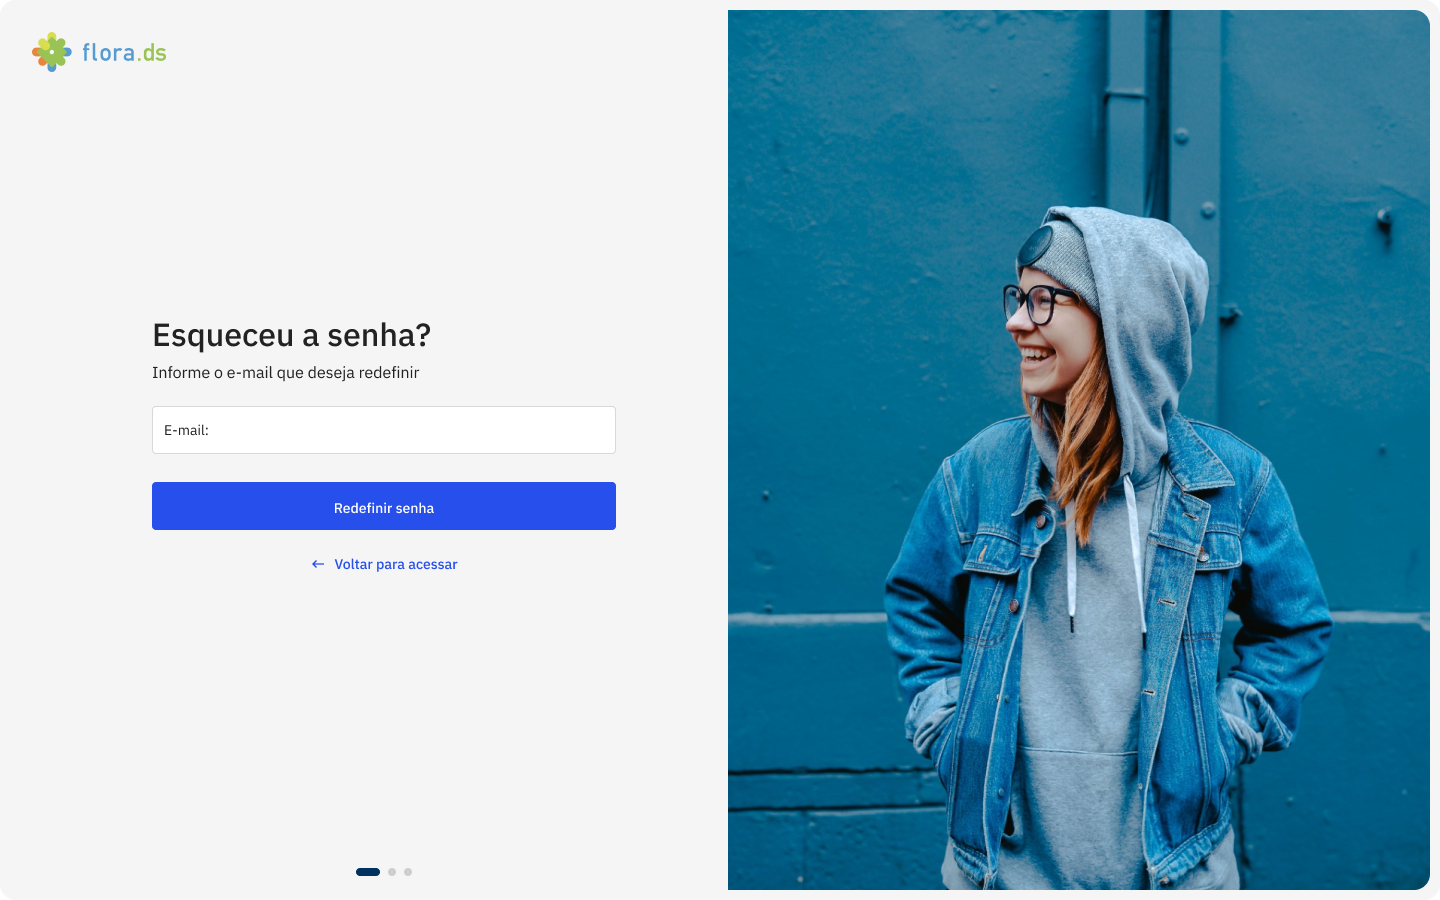 flora.ds
Esqueceu a senha?
Informe o e-mail que deseja redefinir
E-mail:
Redefinir senha
← Voltar para acessar